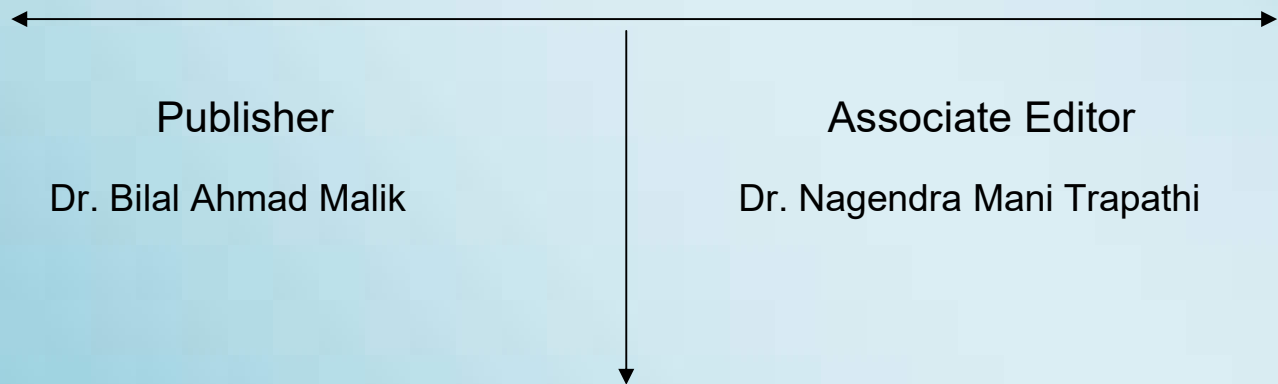 Publisher
Dr. Bilal Ahmad Malik
Associate Editor
Dr. Nagendra Mani Trapathi